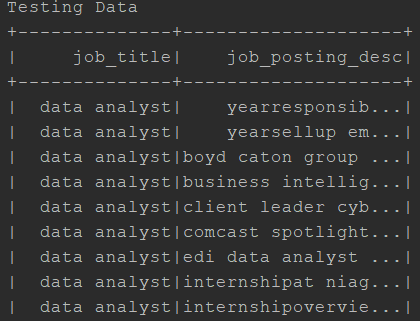 Testing Data
+--------------+--------------------+
|     job_title|    job_posting_desc|
+--------------+--------------------+
|  data analyst|    yearresponsib...|
|  data analyst|    yearsellup em...|
|  data analyst|boyd caton group ...|
|  data analyst|business intellig...|
|  data analyst|client leader cyb...|
|  data analyst|comcast spotlight...|
|  data analyst|edi data analyst ...|
|  data analyst|internshipat niag...|
|  data analyst|internshipovervie...|